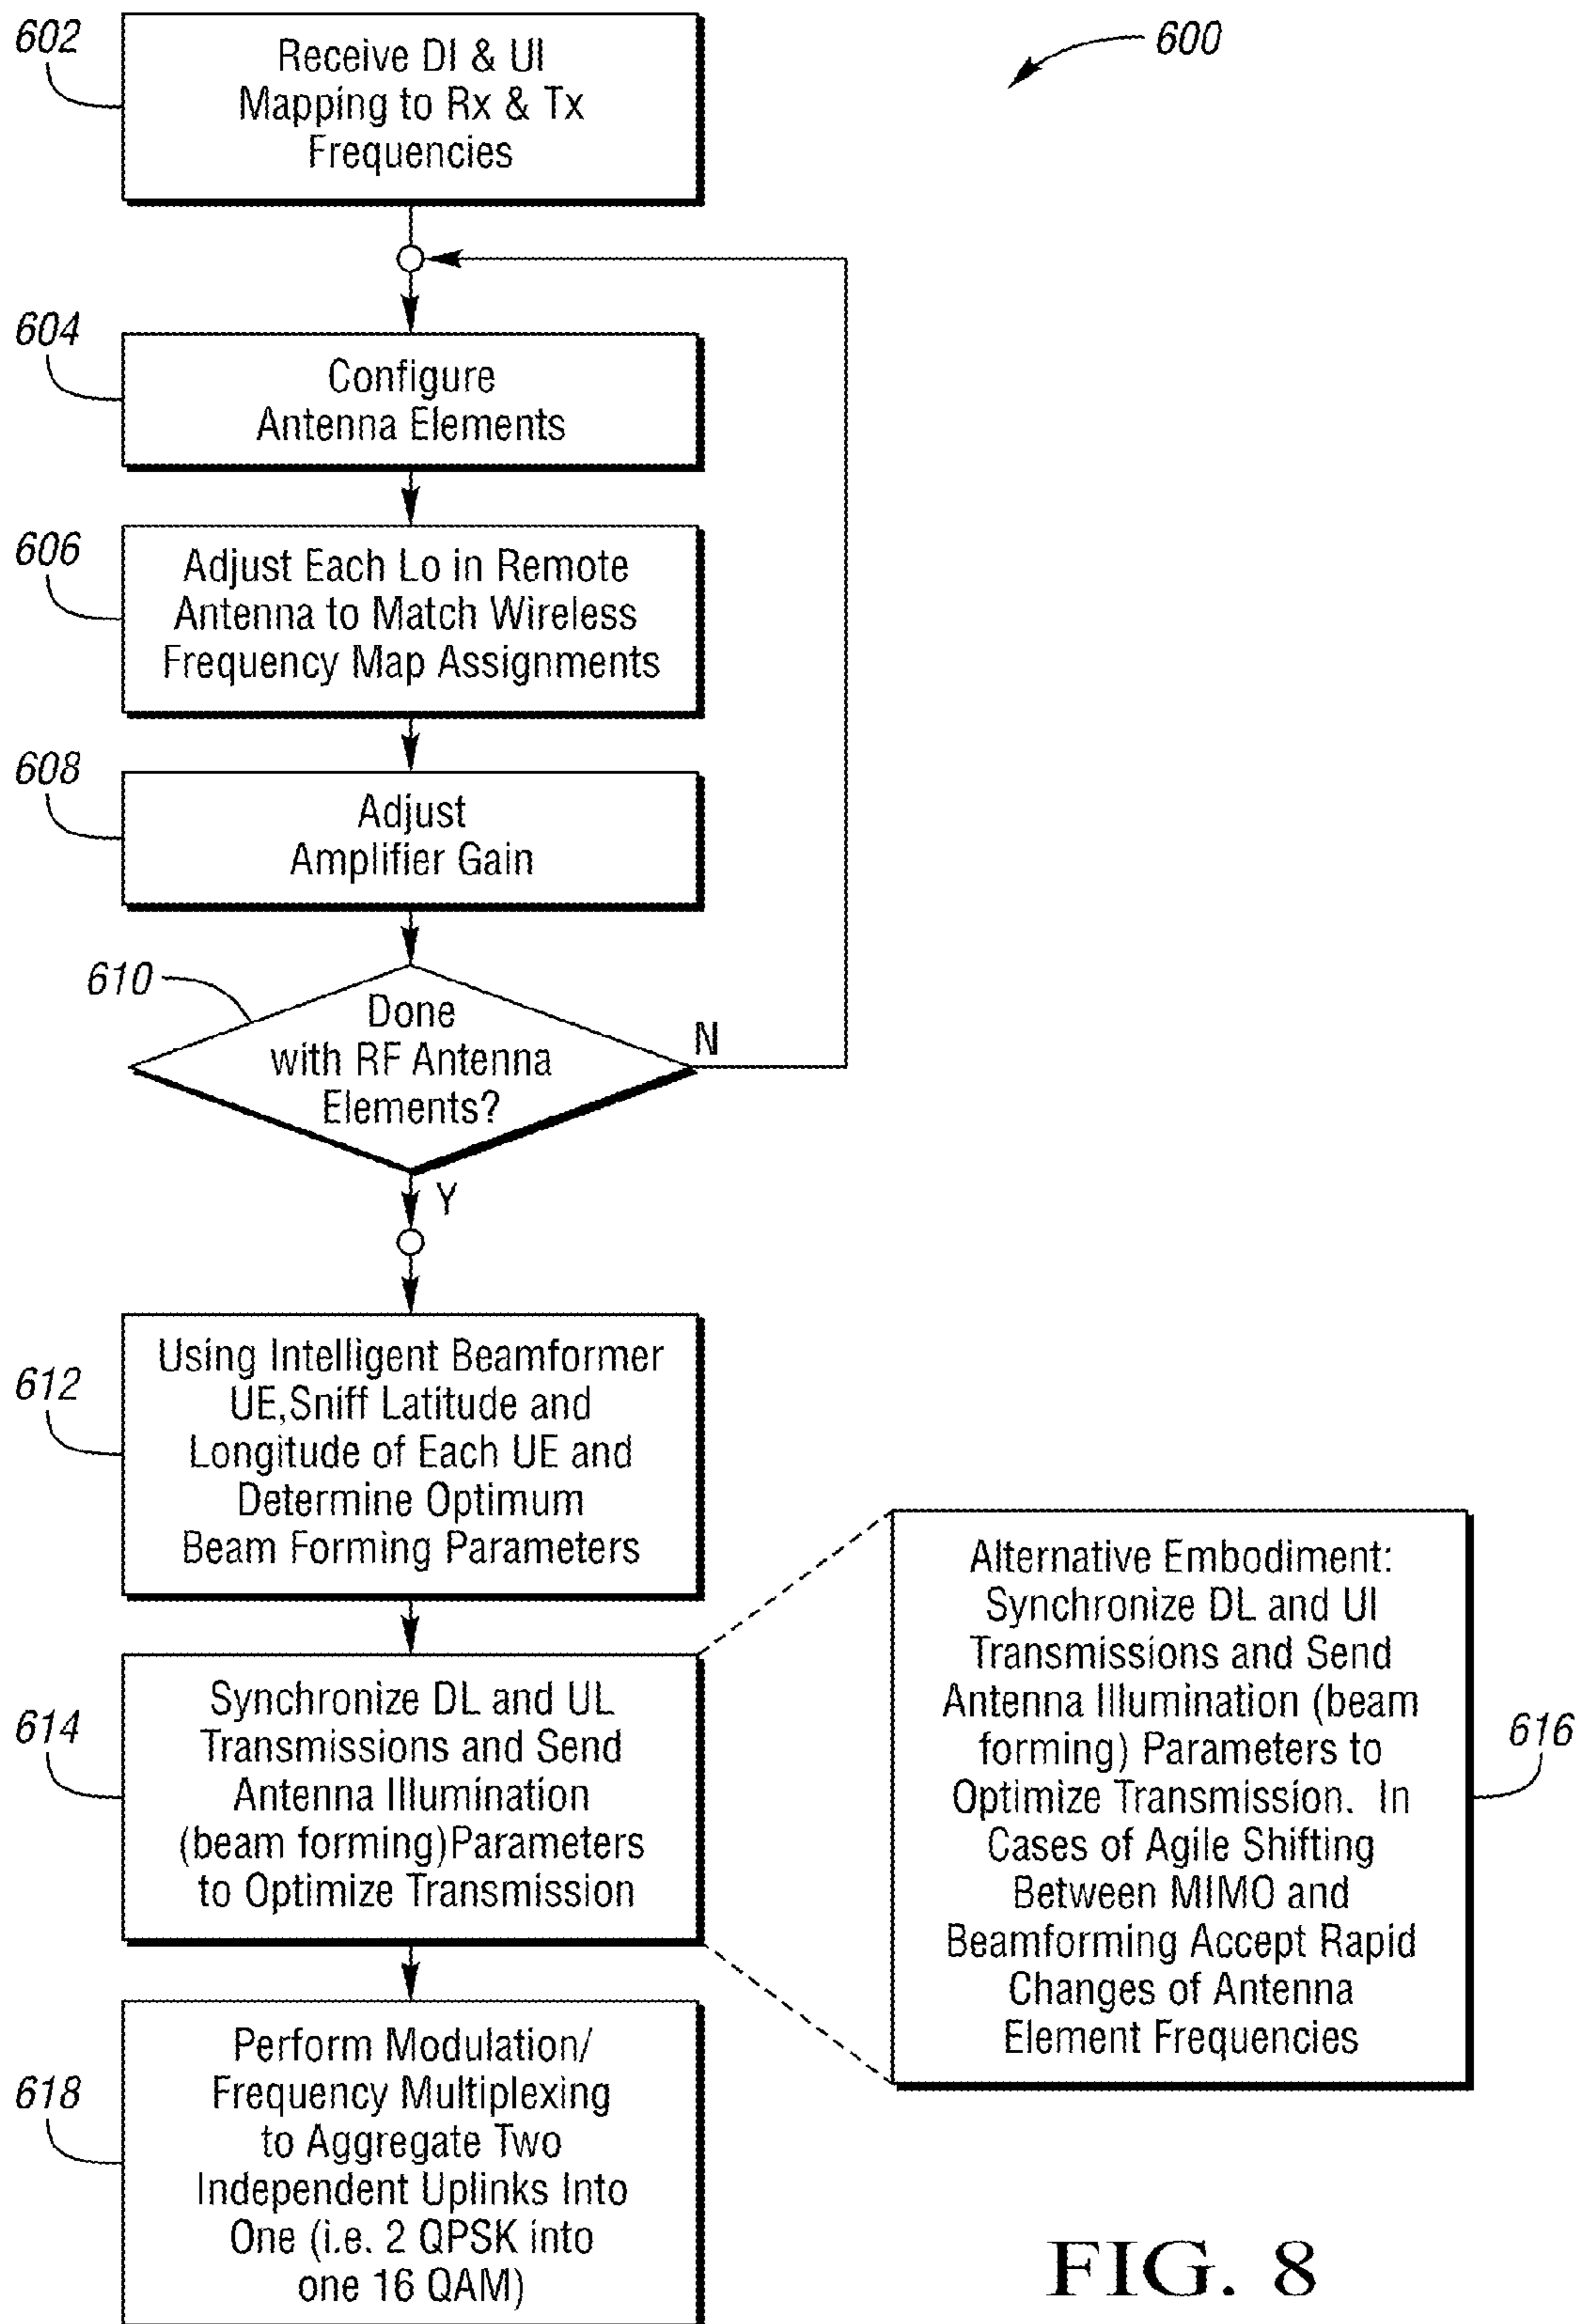 602
Receive DI & UI
Mapping to Rx & Tx
Frequencies
600
604
Configure
Antenna Elements
606
Adjust Each Lo in Remote
Antenna to Match Wireless
Frequency Map Assignments
608
Adjust
Amplifier Gain
610
Done
with RF Antenna
Elements?
N
Y
612
Using Intelligent Beamformer
UE,Sniff Latitude and
Longitude of Each UE and
Determine Optimum
Beam Forming Parameters
614
Synchronize DL and UL
Transmissions and Send
Antenna Illumination
(beam forming)Parameters
to Optimize Transmission
Alternative Embodiment:
Synchronize DL and UI
Transmissions and Send
Antenna Illumination (beam
forming) Parameters to
Optimize Transmission. In
Cases of Agile Shifting
Between MIMO and
Beamforming Accept Rapid
Changes of Antenna
Element Frequencies
616
618
Perform Modulation/
Frequency Multiplexing
to Aggregate Two
Independent Uplinks Into
One (i.e. 2 QPSK into
one 16 QAM)
FIG. 8